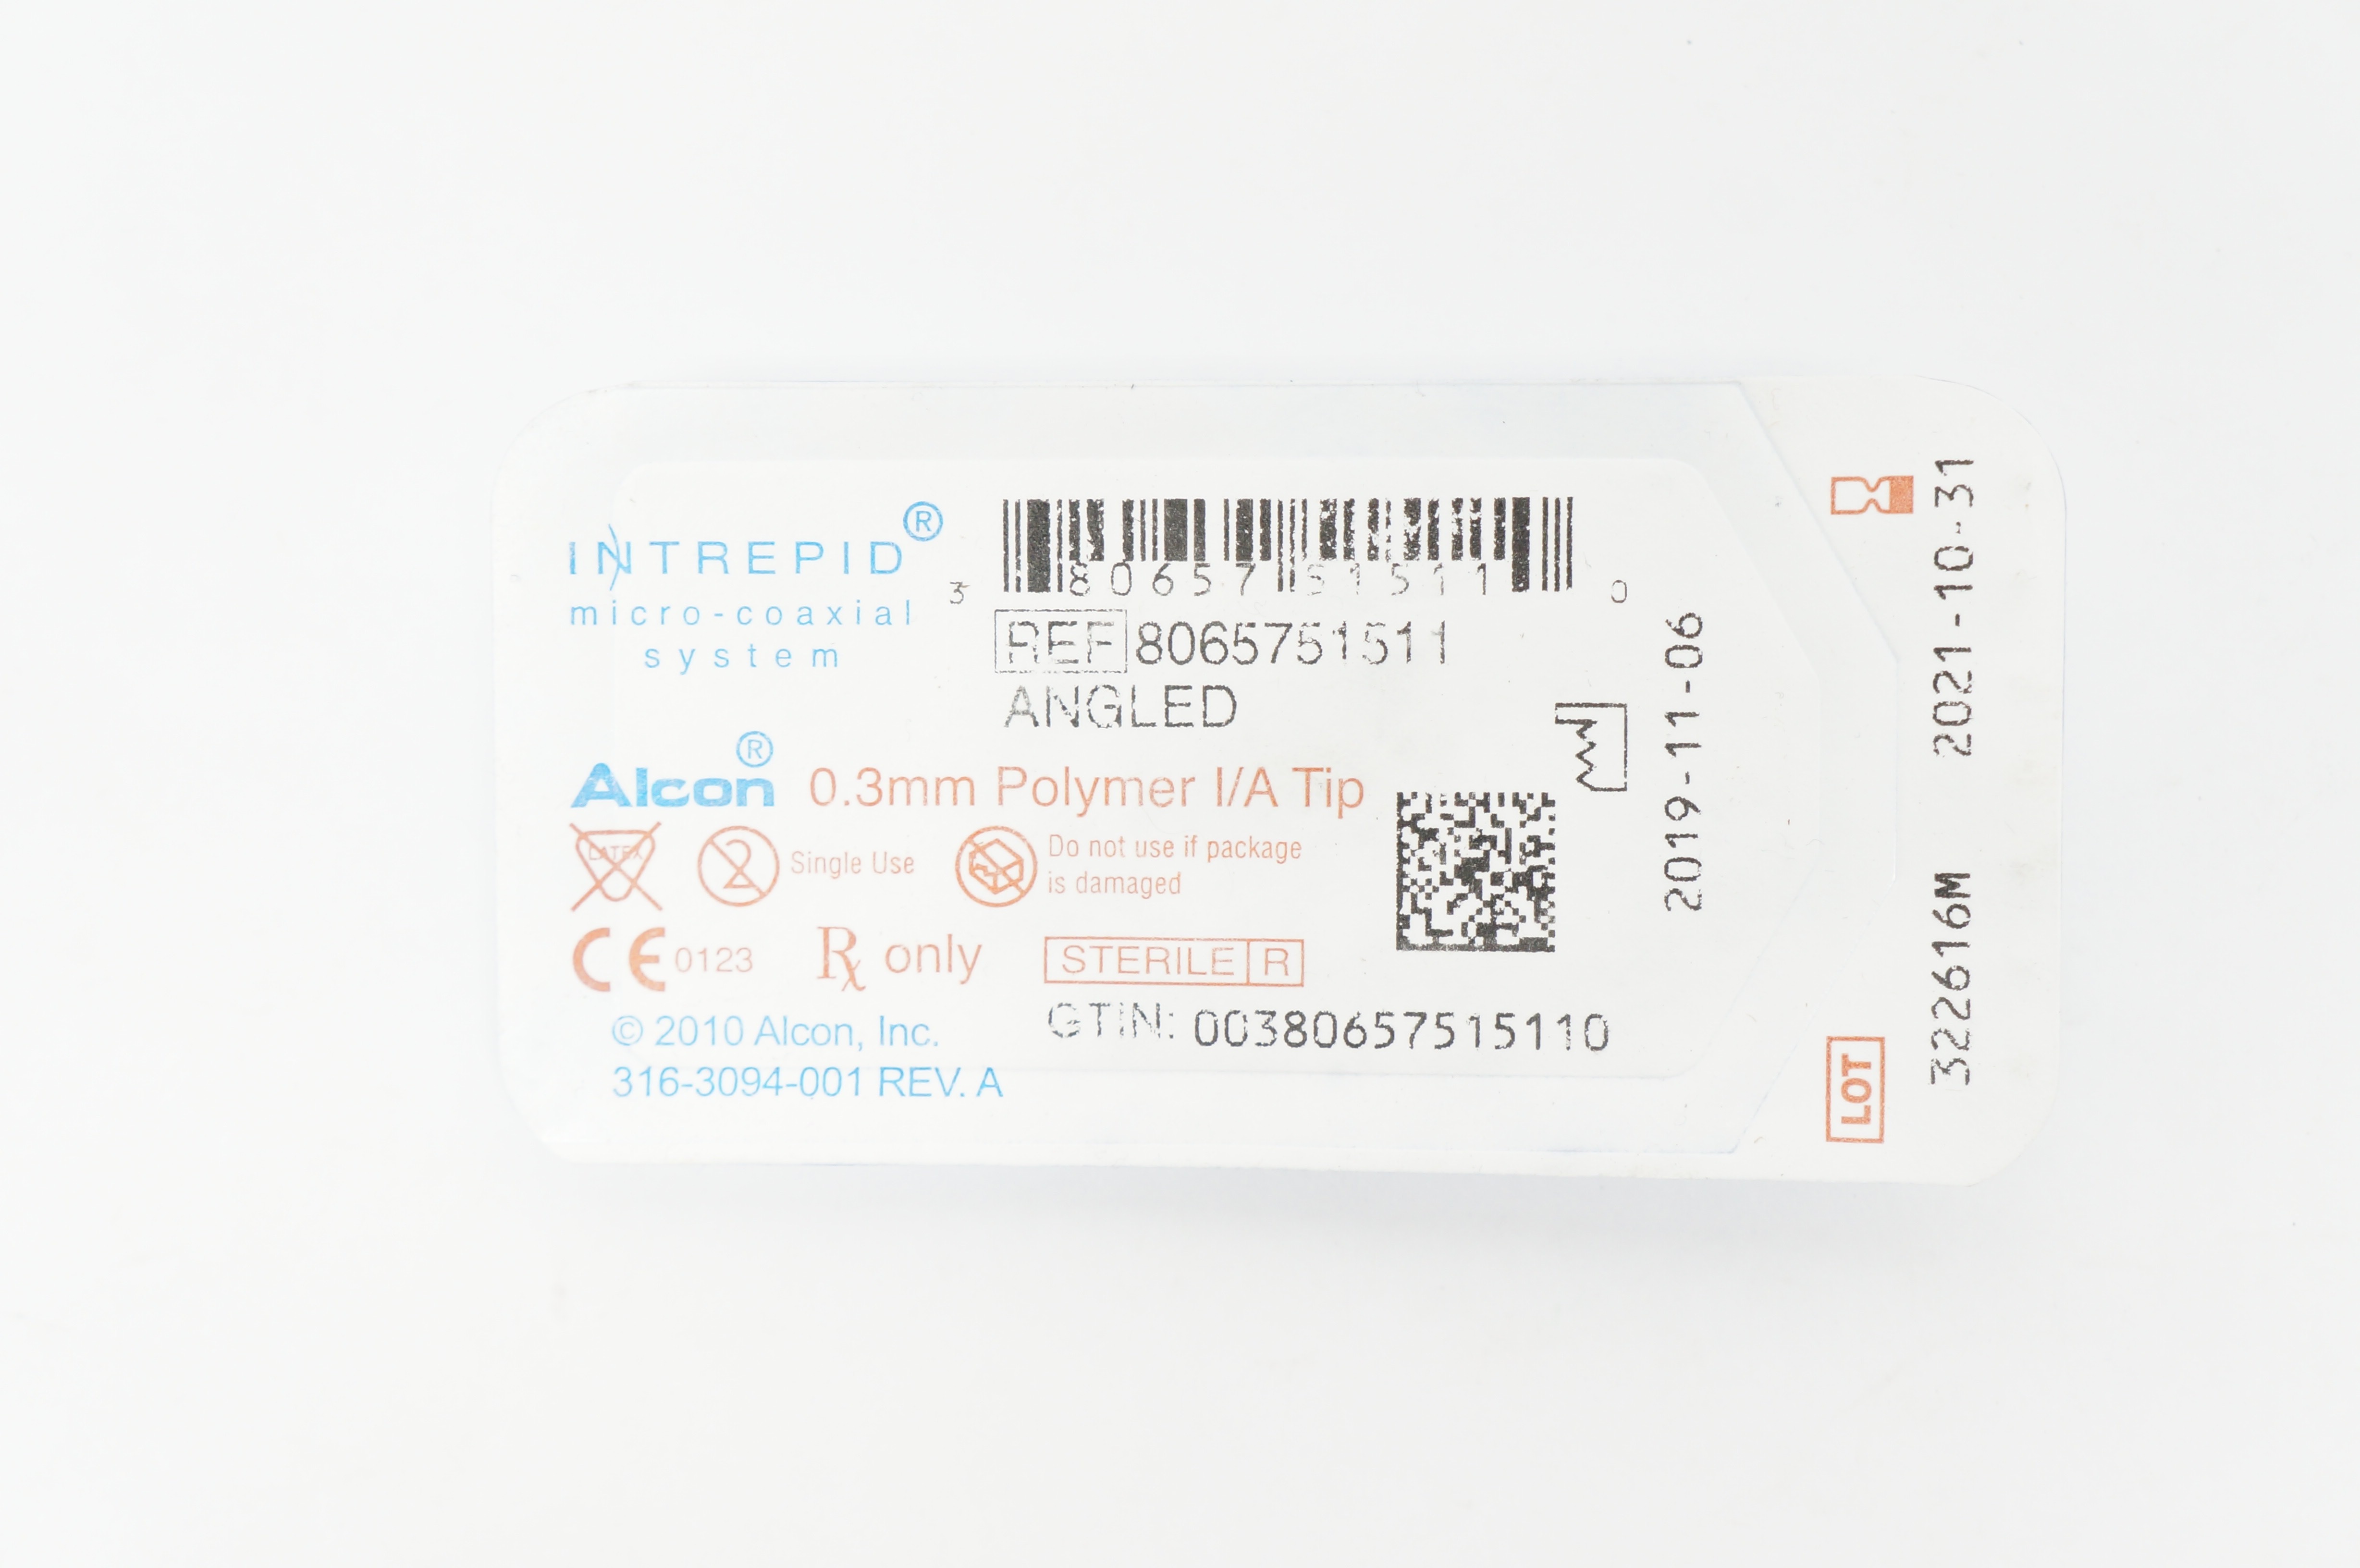 INTREPID®
micro-coaxial
system
3 80657 51511 0
REF 8065751511
ANGLED
Alcon® 0.3mm Polymer I/A Tip
LATEX
2 Single Use
Do not use if package
is damaged
CE 0123 Rx only STERILE R
GTIN: 00380657515110
© 2010 Alcon, Inc.
316-3094-001 REV. A
2019-11-06
2021-10-31
LOT 322616M